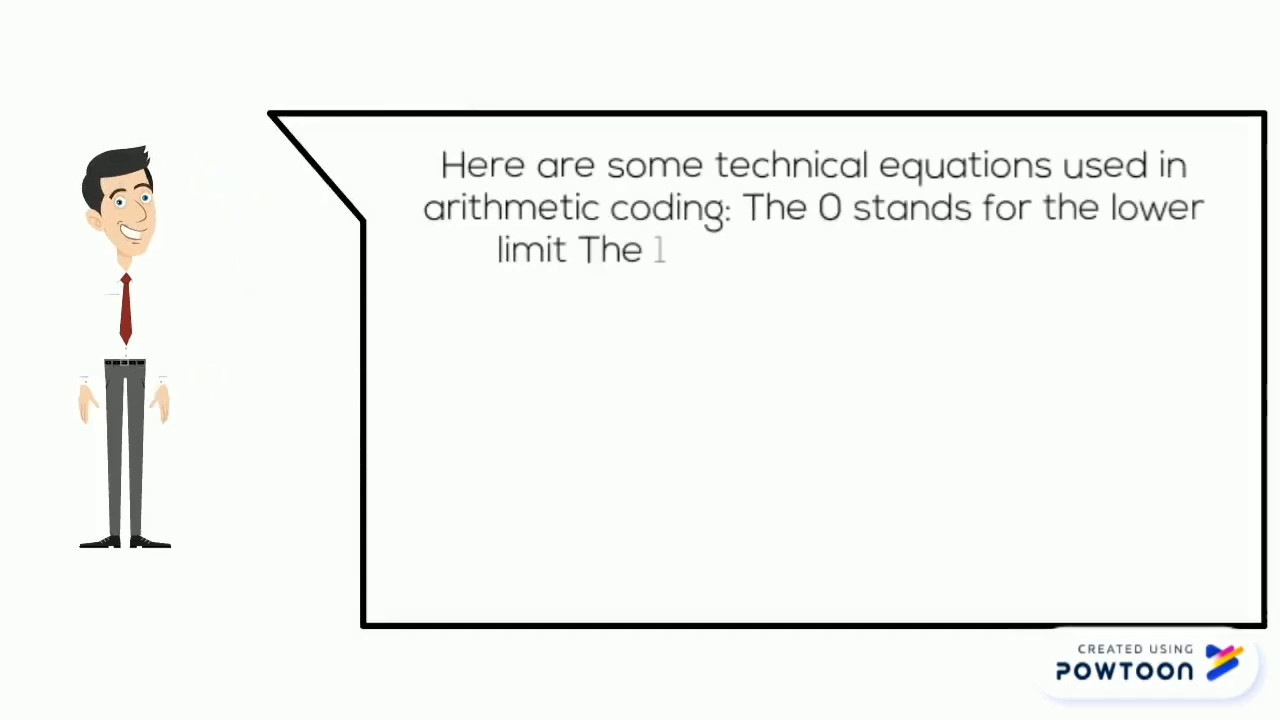 Here are some technical equations used in
arithmetic coding: The 0 stands for the lower
limit The 1
CREATED USING
POWTOON